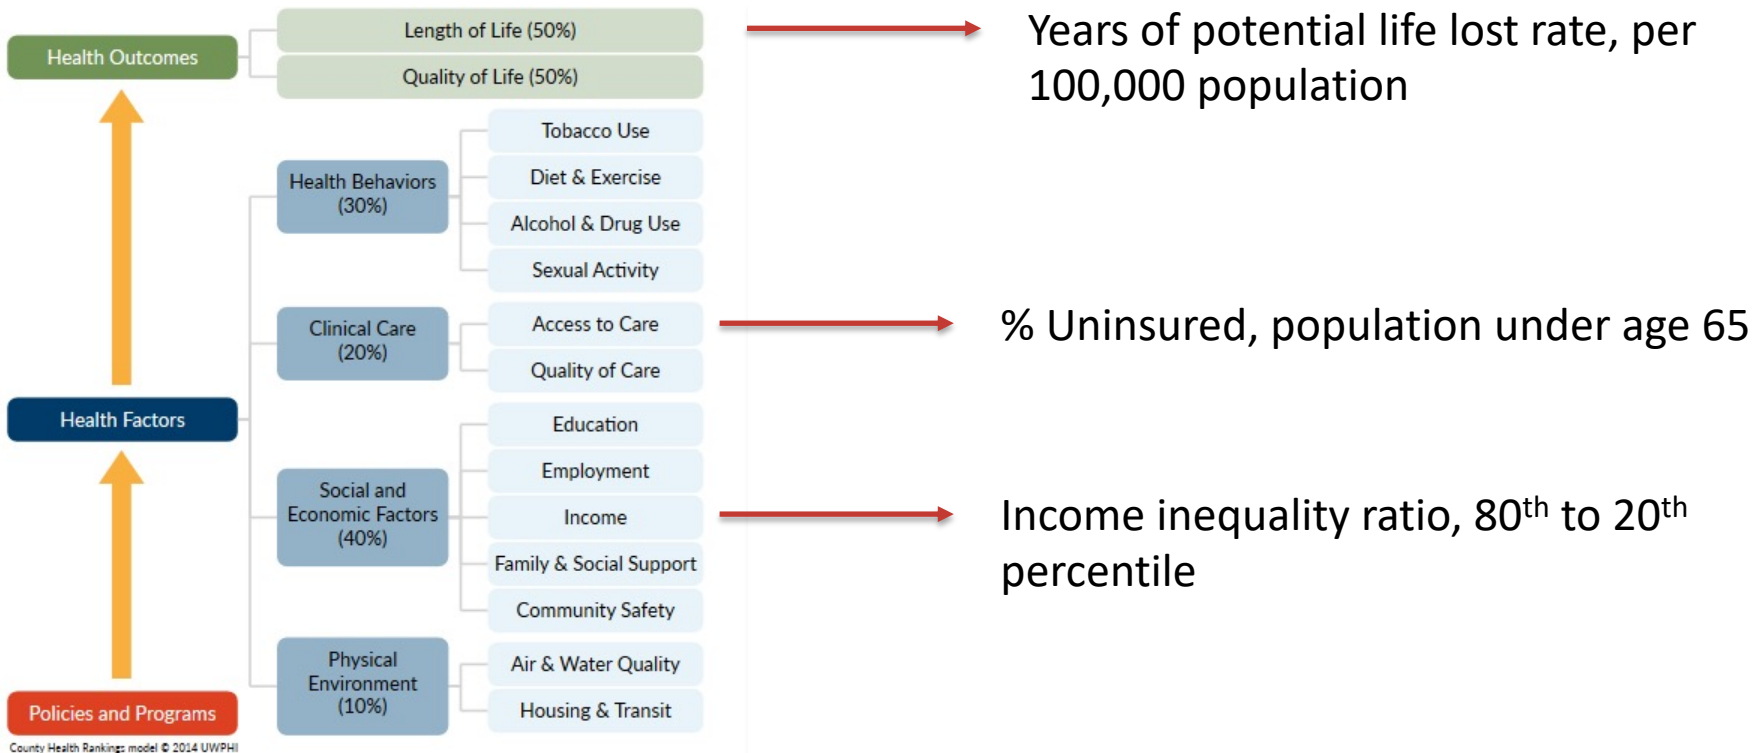 Health Outcomes
Length of Life (50%)
Quality of Life (50%)
Years of potential life lost rate, per
100,000 population
Health Factors
Health Behaviors
(30%)
Tobacco Use
Diet & Exercise
Alcohol & Drug Use
Sexual Activity
Clinical Care
(20%)
Access to Care
Quality of Care
% Uninsured, population under age 65
Social and
Economic Factors
(40%)
Education
Employment
Income
Family & Social Support
Community Safety
Income inequality ratio, 80th to 20th
percentile
Physical
Environment
(10%)
Air & Water Quality
Housing & Transit
Policies and Programs
County Health Rankings model © 2014 UWPHI